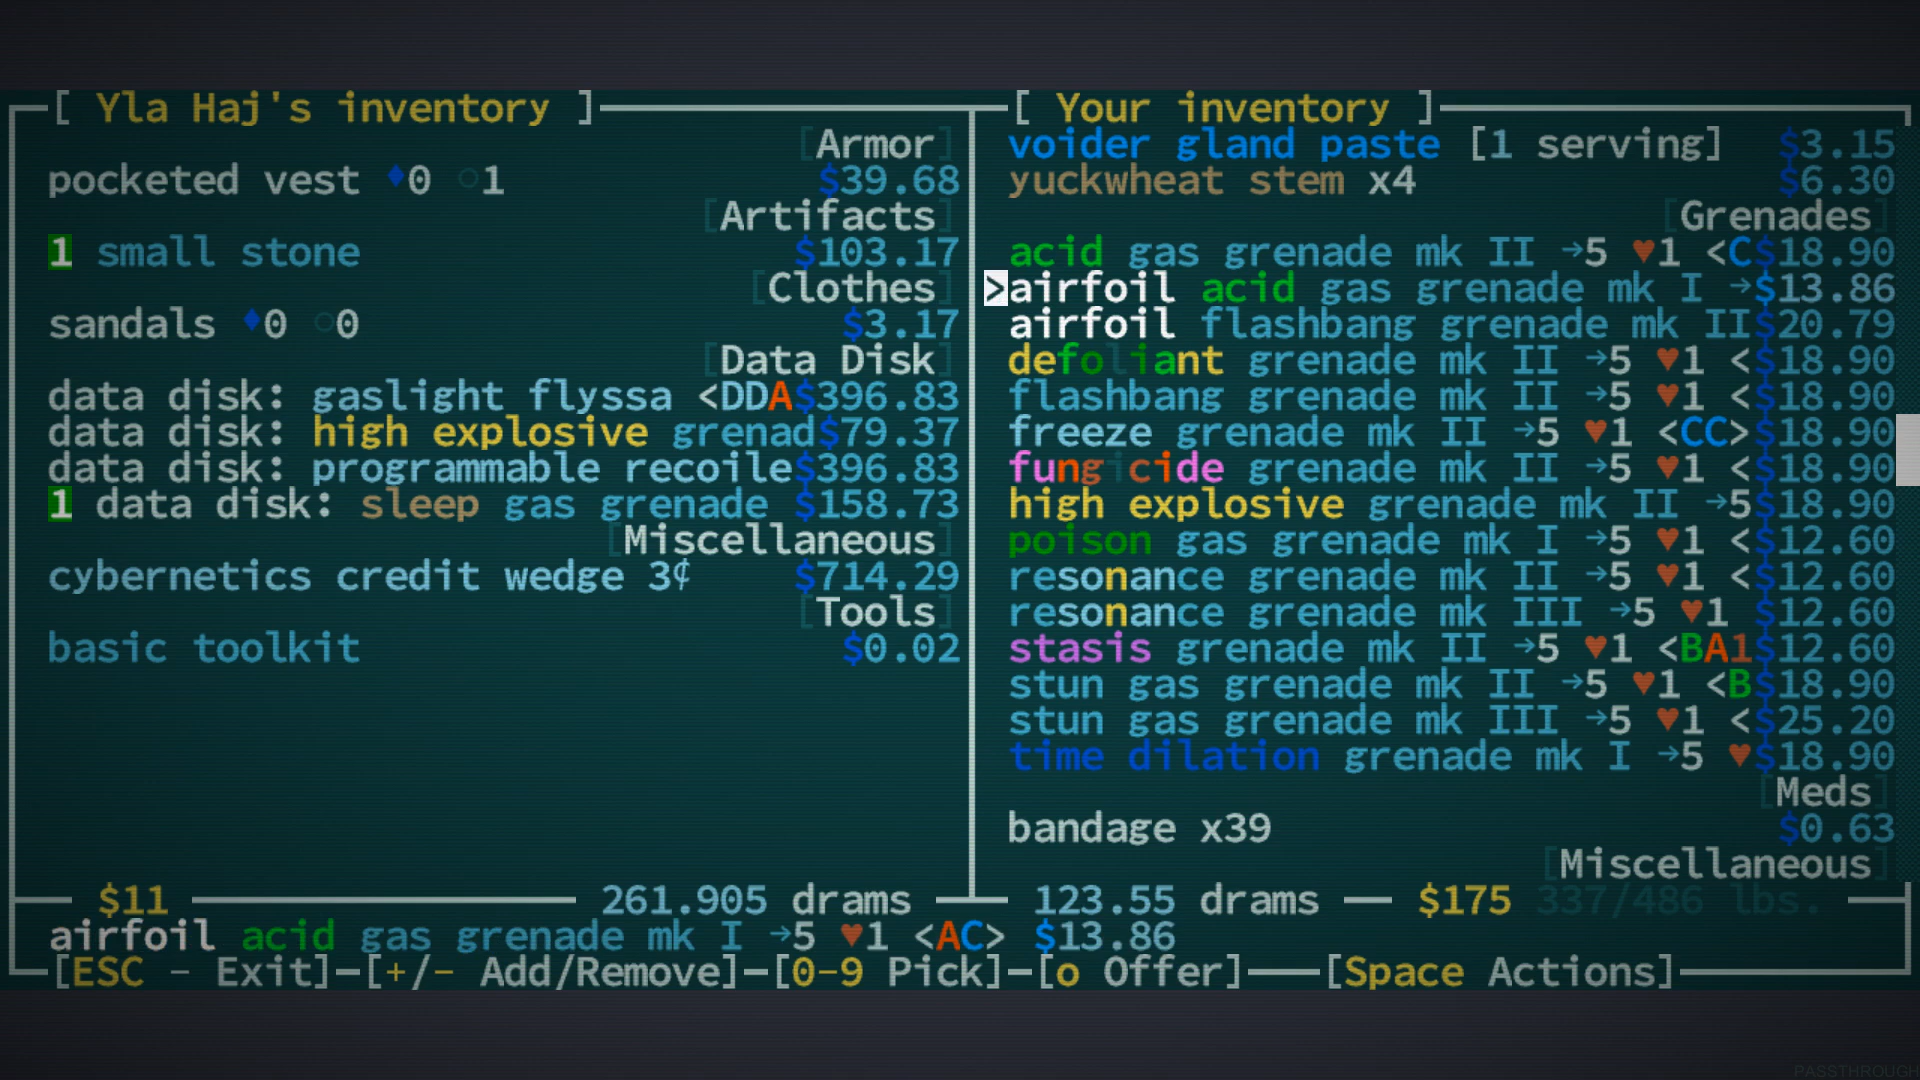 [ Yla Haj's inventory ]
[Armor]
pocketed vest ♦0 ○1 $39.68
[Artifacts]
1 small stone $103.17
[Clothes]
sandals ♦0 ○0 $3.17
[Data Disk]
data disk: gaslight flyssa <DDA$396.83
data disk: high explosive grenad$79.37
data disk: programmable recoile$396.83
1 data disk: sleep gas grenade $158.73
[Miscellaneous]
cybernetics credit wedge 3¢ $714.29
[Tools]
basic toolkit $0.02
$11 261.905 drams
[ Your inventory ]
voider gland paste [1 serving] $3.15
yuckwheat stem x4 $6.30
[Grenades]
acid gas grenade mk II →5 ♥1 <C$18.90
>airfoil acid gas grenade mk I →$13.86
airfoil flashbang grenade mk II$20.79
defoliant grenade mk II →5 ♥1 <$18.90
flashbang grenade mk II →5 ♥1 <$18.90
freeze grenade mk II →5 ♥1 <CC>$18.90
fungicide grenade mk II →5 ♥1 <$18.90
high explosive grenade mk II →5$18.90
poison gas grenade mk I →5 ♥1 <$12.60
resonance grenade mk II →5 ♥1 <$12.60
resonance grenade mk III →5 ♥1 $12.60
stasis grenade mk II →5 ♥1 <BA1$12.60
stun gas grenade mk II →5 ♥1 <B$18.90
stun gas grenade mk III →5 ♥1 <$25.20
time dilation grenade mk I →5 ♥$18.90
[Meds]
bandage x39 $0.63
[Miscellaneous]
123.55 drams — $175 337/486 lbs.
airfoil acid gas grenade mk I →5 ♥1 <AC> $13.86
[ESC - Exit]—[+/- Add/Remove]—[0-9 Pick]—[o Offer]—[Space Actions]
PASSTHROUGH